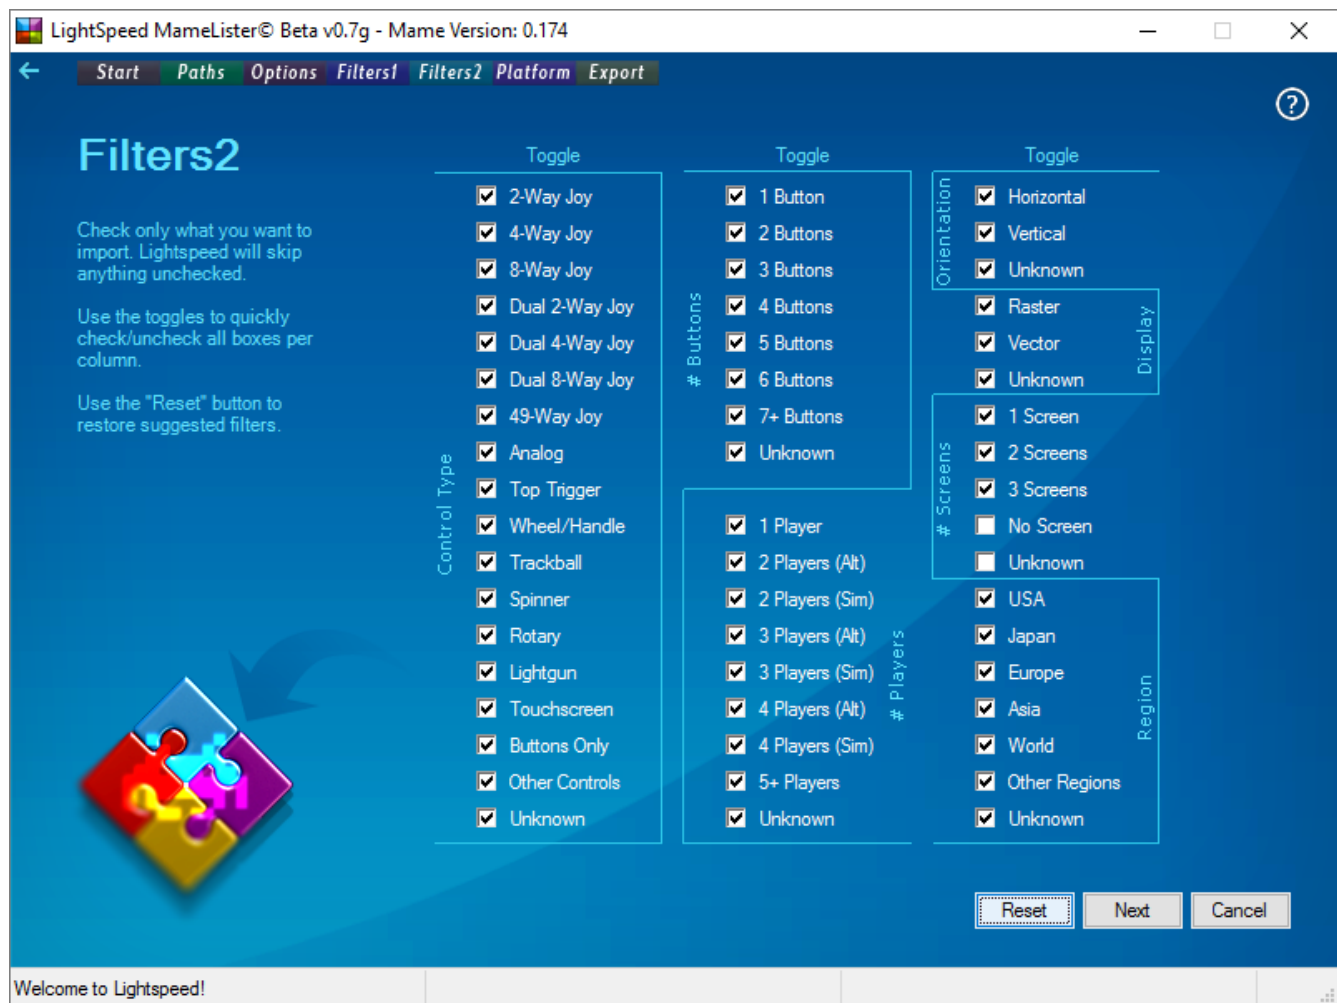 LightSpeed MameLister© Beta v0.7g - Mame Version: 0.174
Start Paths Options Filters1 Filters2 Platform Export
Filters2
Check only what you want to
import. Lightspeed will skip
anything unchecked.
Use the toggles to quickly
check/uncheck all boxes per
column.
Use the "Reset" button to
restore suggested filters.
Toggle
Control Type
2-Way Joy
4-Way Joy
8-Way Joy
Dual 2-Way Joy
Dual 4-Way Joy
Dual 8-Way Joy
49-Way Joy
Analog
Top Trigger
Wheel/Handle
Trackball
Spinner
Rotary
Lightgun
Touchscreen
Buttons Only
Other Controls
Unknown
Toggle
# Buttons
1 Button
2 Buttons
3 Buttons
4 Buttons
5 Buttons
6 Buttons
7+ Buttons
Unknown
1 Player
2 Players (Alt)
2 Players (Sim)
3 Players (Alt)
3 Players (Sim)
4 Players (Alt)
4 Players (Sim)
5+ Players
Unknown
# Players
Toggle
Orientation
Horizontal
Vertical
Unknown
Raster
Vector
Unknown
Display
# Screens
1 Screen
2 Screens
3 Screens
No Screen
Unknown
USA
Japan
Europe
Asia
World
Other Regions
Unknown
Region
Reset Next Cancel
Welcome to Lightspeed!